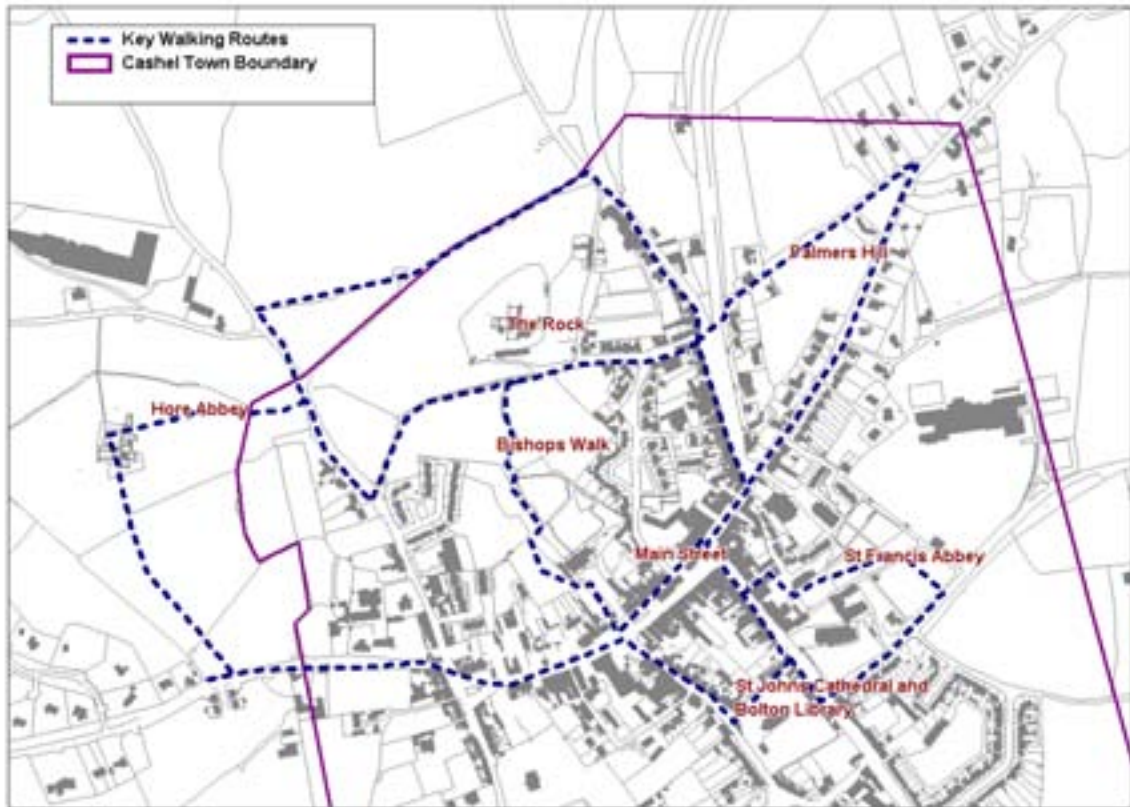 Key Walking Routes
Cashel Town Boundary
Palmers Hill
The Rock
Hore Abbey
Bishops Walk
Main Street
St Francis Abbey
St Johns Cathedral and
Bolton Library